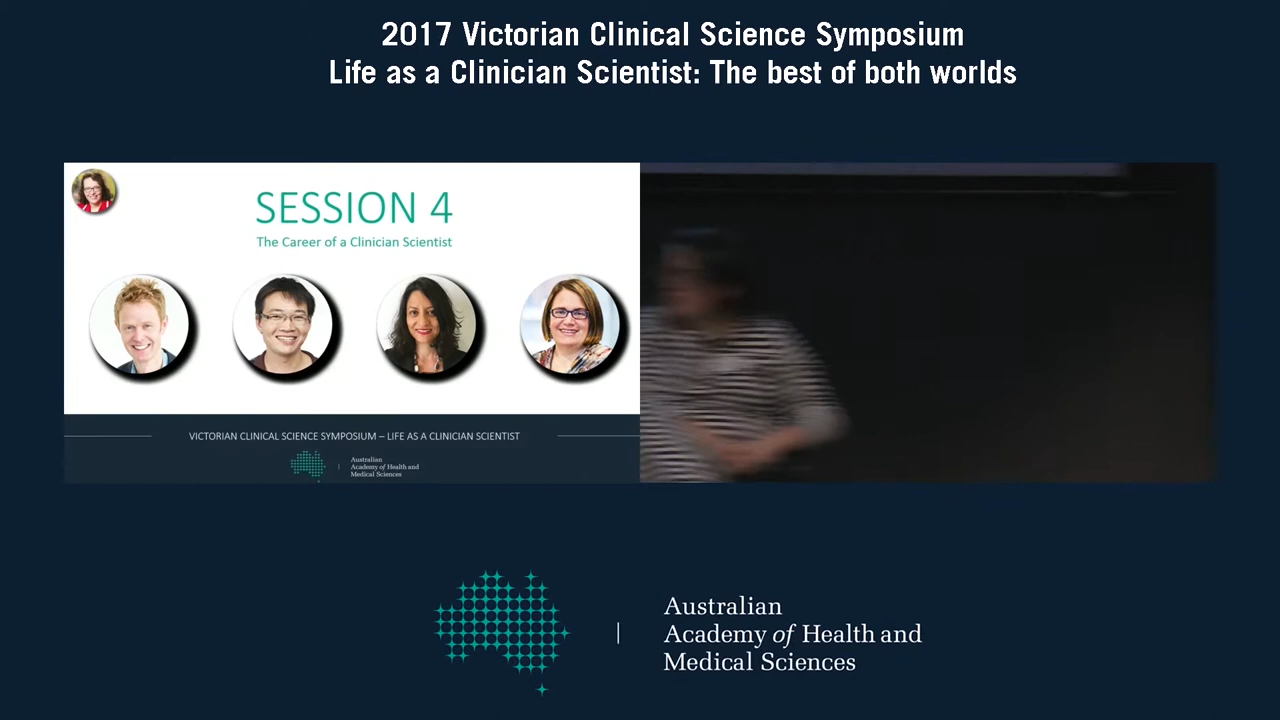 2017 Victorian Clinical Science Symposium
Life as a Clinician Scientist: The best of both worlds
SESSION 4
The Career of a Clinician Scientist
VICTORIAN CLINICAL SCIENCE SYMPOSIUM – LIFE AS A CLINICIAN SCIENTIST
Australian
Academy of Health and
Medical Sciences
Australian
Academy of Health and
Medical Sciences